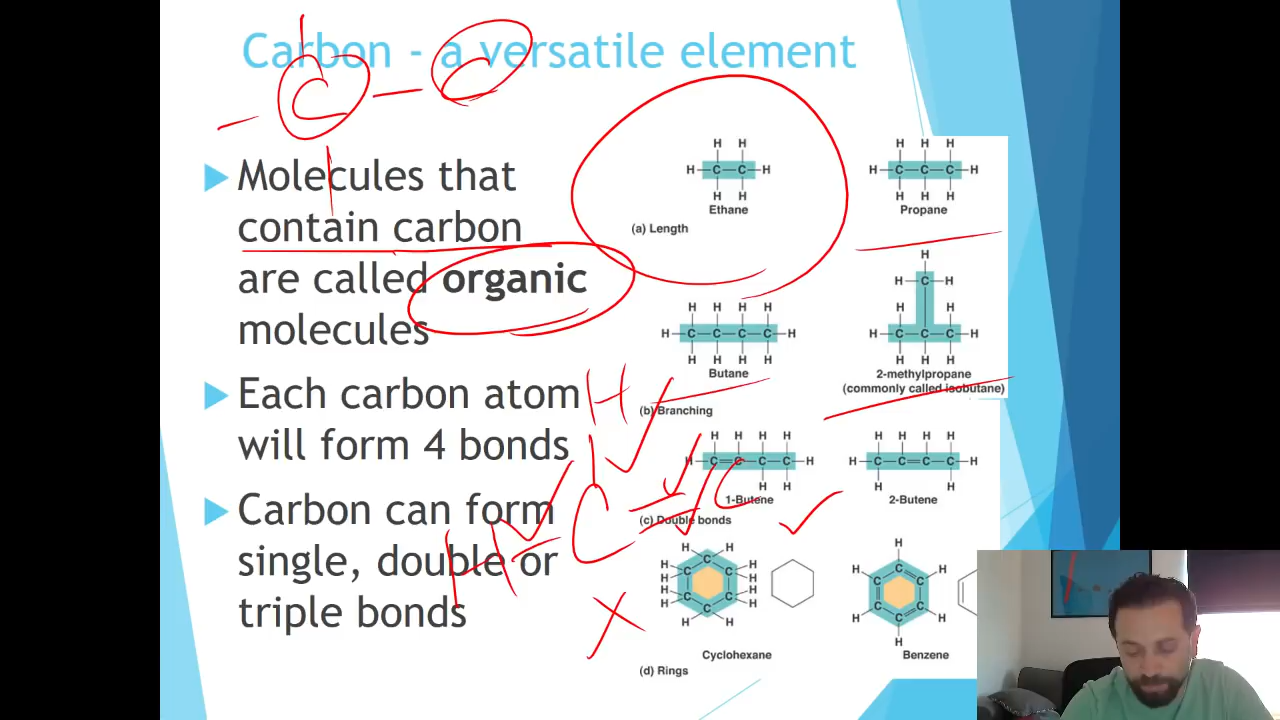 Carbon - a versatile element
C - C
Molecules that
contain carbon
are called organic
molecules
Each carbon atom
will form 4 bonds
Carbon can form
single, double or
triple bonds
H
H - C = C
X
H H
H C C H
H H
Ethane
(a) Length
H H H
H C C C H
H H H
Propane
H H H H
H C C C C H
H H H H
Butane
H
H C H
H H
H C C C H
H H H
2-methylpropane
(commonly called isobutane)
(b) Branching
H H H H
H C C C C H
H H
1-Butene
H H H H
H C C C C H
H H
2-Butene
(c) Double bonds
H H
H C H
H C C H
H C C H
H C H
H H
Cyclohexane
H
H C H
C C
C C
H C H
H
Benzene
(d) Rings